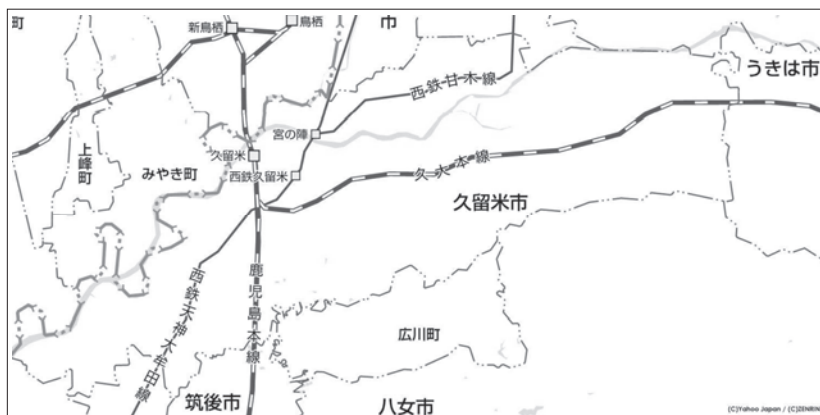 町
新鳥栖
鳥栖
市
西鉄甘木線
うきは市
宮の陣
上峰町
みやき町
久留米
西鉄久留米
久大本線
久留米市
西鉄天神大牟田線
鹿児島本線
広川町
筑後市
八女市
(C)Yahoo Japan / (C)ZENRIN